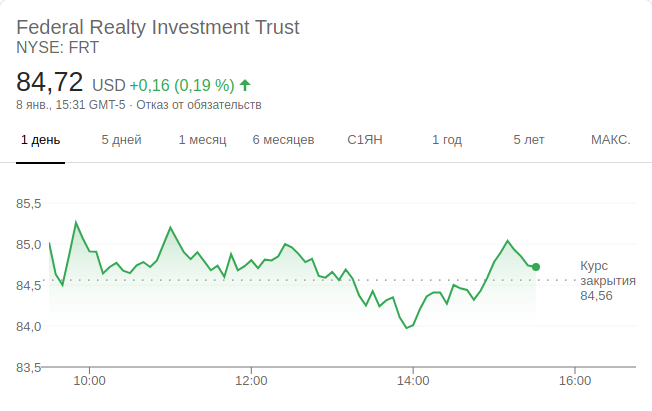 Federal Realty Investment Trust
NYSE: FRT
84,72 USD +0,16 (0,19 %)
8 янв., 15:31 GMT-5 · Отказ от обязательств
1 день 5 дней 1 месяц 6 месяцев С1ЯН 1 год 5 лет МАКС.
85,5
85,0
84,5
84,0
83,5
Курс
закрытия
84,56
10:00 12:00 14:00 16:00